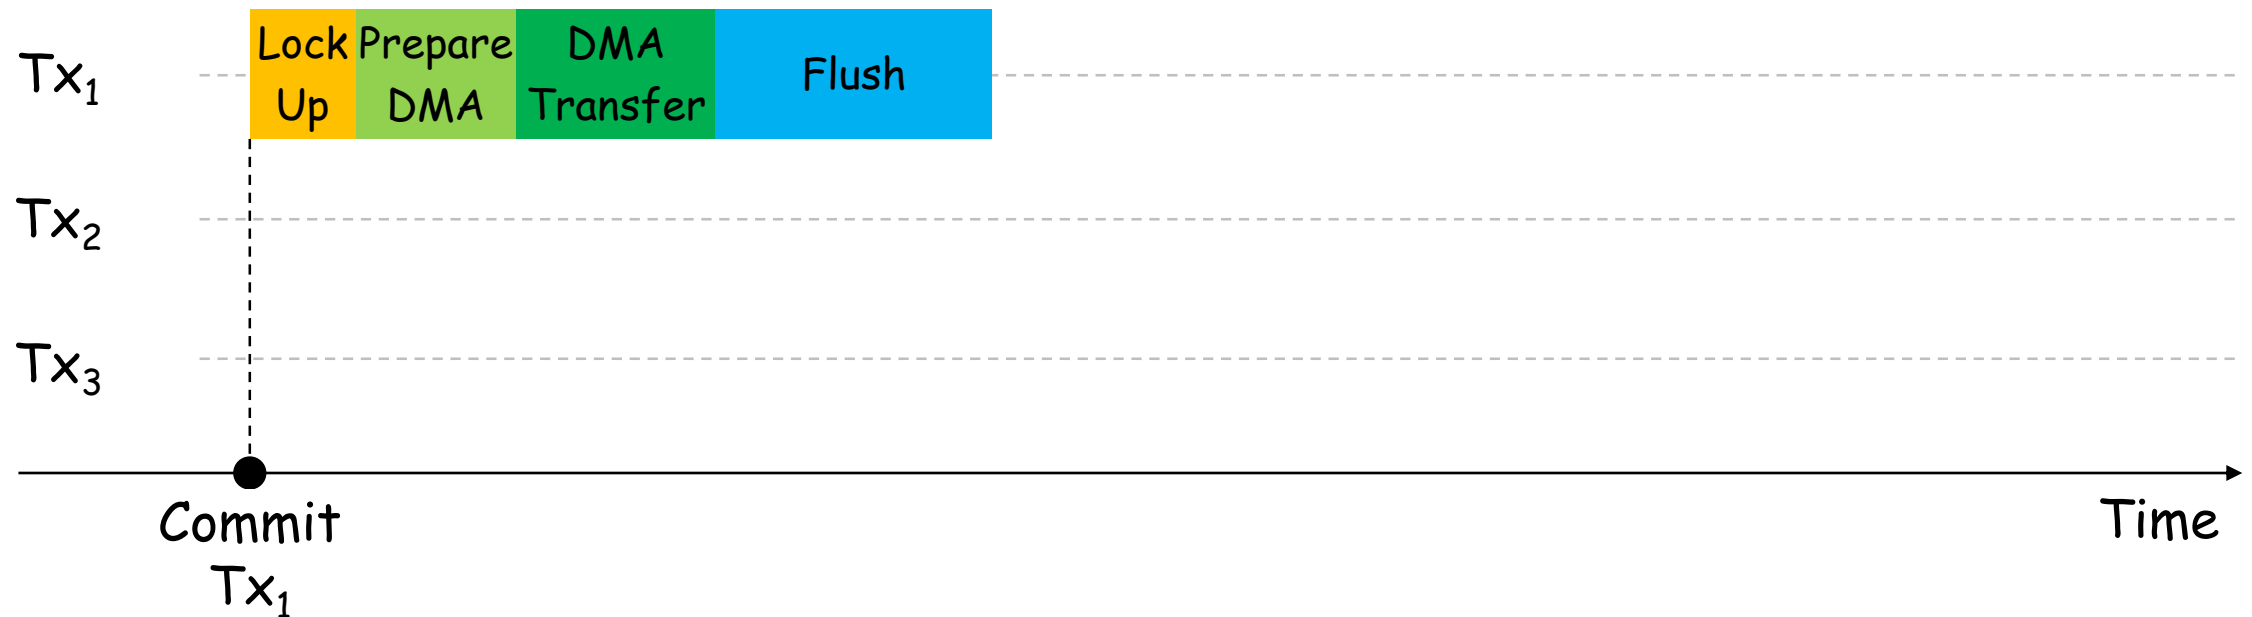 Tx₁
Lock Up
Prepare DMA
DMA Transfer
Flush
Tx₂
Tx₃
Time
Commit
Tx₁